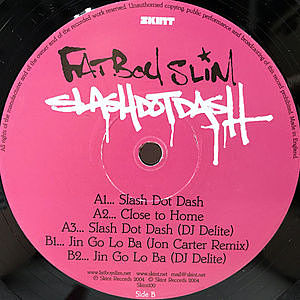 All rights of the manufacturer and of the owner of the recorded work reserved. Unauthorised copying, public performance and broadcasting of this record prohibited. Made in England.
SKINT
FATBOY SLIM
SLASHDOTDASH
A1... Slash Dot Dash
A2... Close to Home
A3... Slash Dot Dash (DJ Delite)
B1... Jin Go Lo Ba (Jon Carter Remix)
B2... Jin Go Lo Ba (DJ Delite)
www.fatboyslim.net www.skint.net mail@skint.net
℗ Skint Records 2004 © Skint Records 2004
Side B